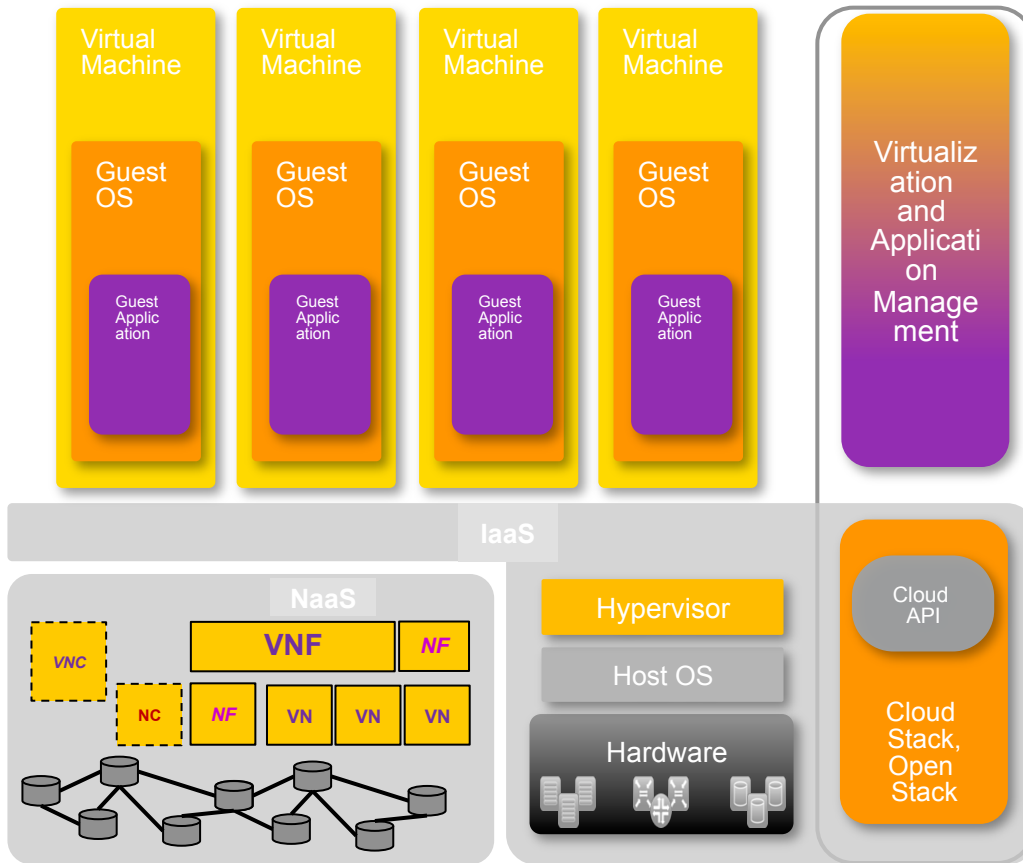 Virtual
Machine
Virtual
Machine
Virtual
Machine
Virtual
Machine
Guest
OS
Guest
OS
Guest
OS
Guest
OS
Guest
Applic
ation
Guest
Applic
ation
Guest
Applic
ation
Guest
Applic
ation
Virtualiz
ation
and
Applicati
on
Manage
ment
IaaS
NaaS
VNC
VNF
NF
NC
NF
VN
VN
VN
Hypervisor
Host OS
Hardware
Cloud
API
Cloud
Stack,
Open
Stack